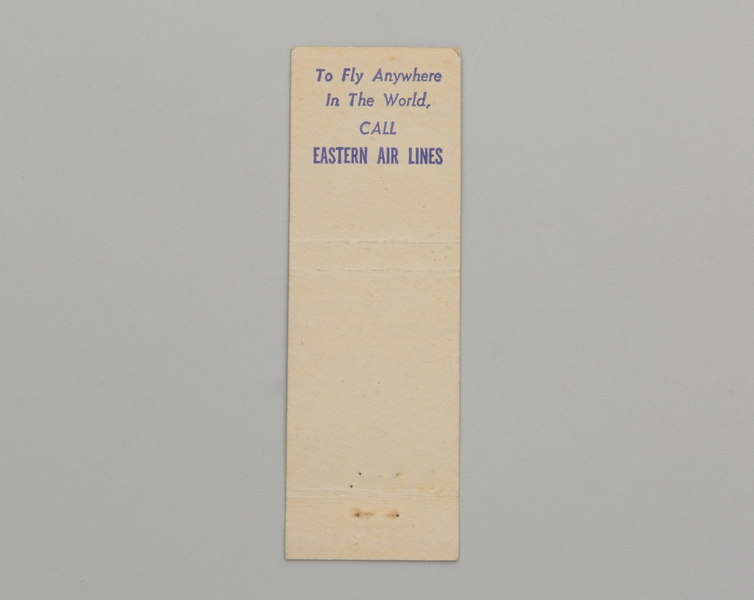 To Fly Anywhere
In The World,
CALL
EASTERN AIR LINES